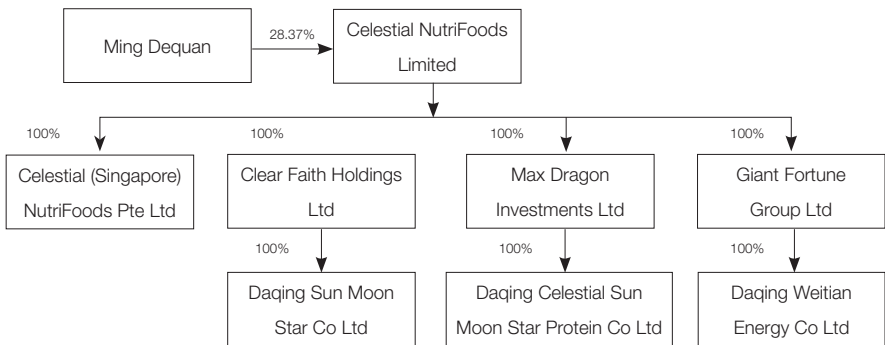 Ming Dequan
28.37%
Celestial NutriFoods
Limited
100%
100%
100%
100%
Celestial (Singapore)
NutriFoods Pte Ltd
Clear Faith Holdings
Ltd
Max Dragon
Investments Ltd
Giant Fortune
Group Ltd
100%
100%
100%
Daqing Sun Moon
Star Co Ltd
Daqing Celestial Sun
Moon Star Protein Co Ltd
Daqing Weitian
Energy Co Ltd